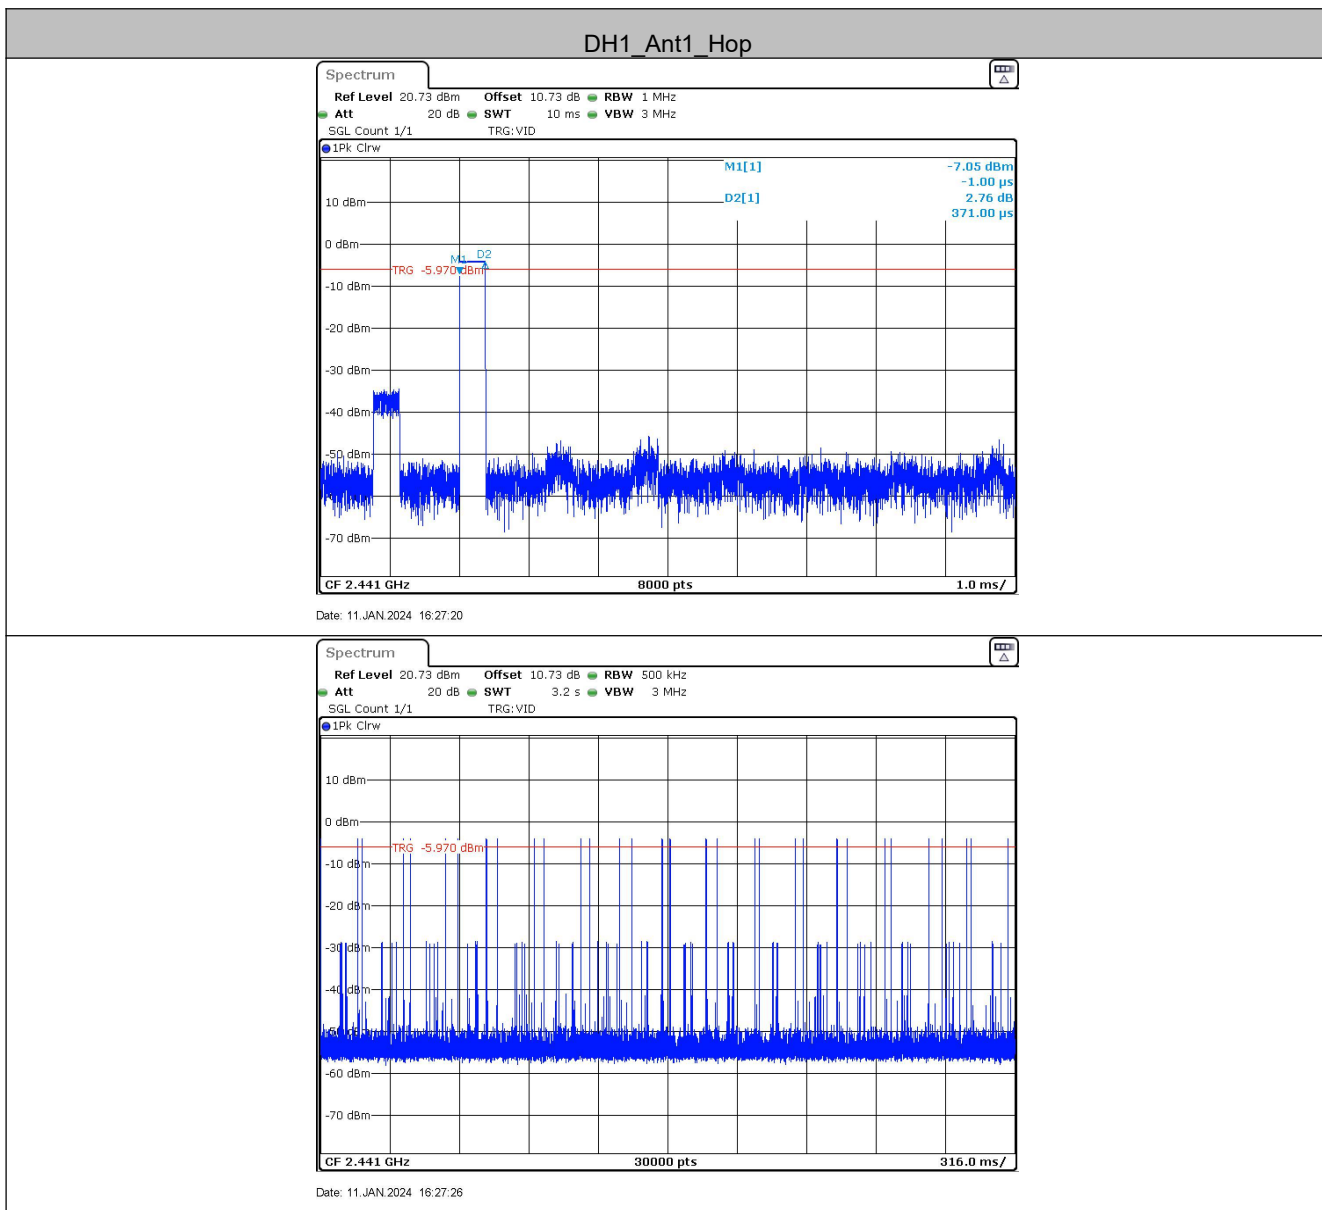 DH1_Ant1_Hop
Spectrum
Ref Level 20.73 dBm Offset 10.73 dB RBW 1 MHz
Att 20 dB SWT 10 ms VBW 3 MHz
SGL Count 1/1 TRG:VID
1Pk Clrw
M1[1] -7.05 dBm
-1.00 µs
D2[1] 2.76 dB
371.00 µs
10 dBm
0 dBm
M1 D2
TRG -5.970 dBm
-10 dBm
-20 dBm
-30 dBm
-40 dBm
-50 dBm
-70 dBm
CF 2.441 GHz 8000 pts 1.0 ms/
Date: 11.JAN.2024 16:27:20
Spectrum
Ref Level 20.73 dBm Offset 10.73 dB RBW 500 kHz
Att 20 dB SWT 3.2 s VBW 3 MHz
SGL Count 1/1 TRG:VID
1Pk Clrw
10 dBm
0 dBm
TRG -5.970 dBm
-10 dBm
-20 dBm
-30 dBm
-40 dBm
-60 dBm
-70 dBm
CF 2.441 GHz 30000 pts 316.0 ms/
Date: 11.JAN.2024 16:27:26